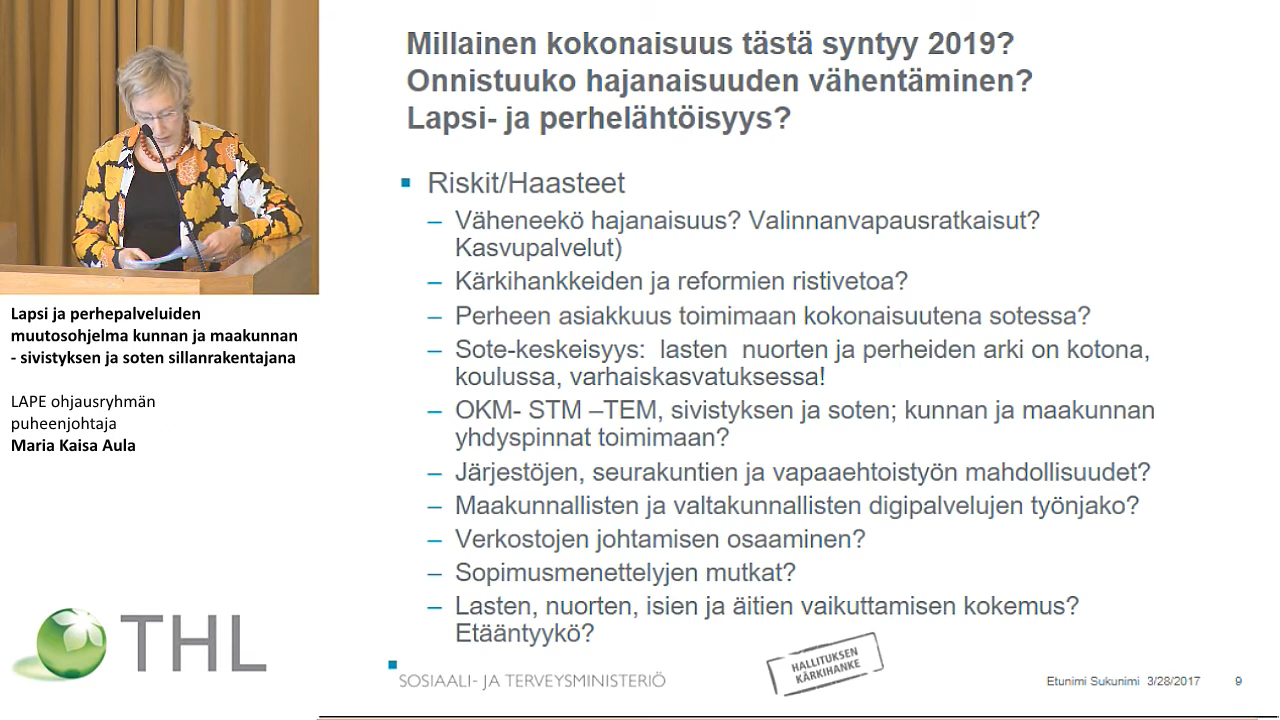 Millainen kokonaisuus tästä syntyy 2019?
Onnistuuko hajanaisuuden vähentäminen?
Lapsi- ja perhelähtöisyys?
Riskit/Haasteet
– Väheneekö hajanaisuus? Valinnanvapausratkaisut?
Kasvupalvelut)
– Kärkihankkeiden ja reformien ristivetoa?
– Perheen asiakkuus toimimaan kokonaisuutena sotessa?
– Sote-keskeisyys: lasten nuorten ja perheiden arki on kotona,
koulussa, varhaiskasvatuksessa!
– OKM- STM –TEM, sivistyksen ja soten; kunnan ja maakunnan
yhdyspinnat toimimaan?
– Järjestöjen, seurakuntien ja vapaaehtoistyön mahdollisuudet?
– Maakunnallisten ja valtakunnallisten digipalvelujen työnjako?
– Verkostojen johtamisen osaaminen?
– Sopimusmenettelyjen mutkat?
– Lasten, nuorten, isien ja äitien vaikuttamisen kokemus?
Etääntyykö?
Lapsi ja perhepalveluiden
muutosohjelma kunnan ja maakunnan
- sivistyksen ja soten sillanrakentajana
LAPE ohjausryhmän
puheenjohtaja
Maria Kaisa Aula
THL
SOSIAALI- JA TERVEYSMINISTERIÖ
HALLITUKSEN
KÄRKIHANKE
Etunimi Sukunimi 3/28/2017 9